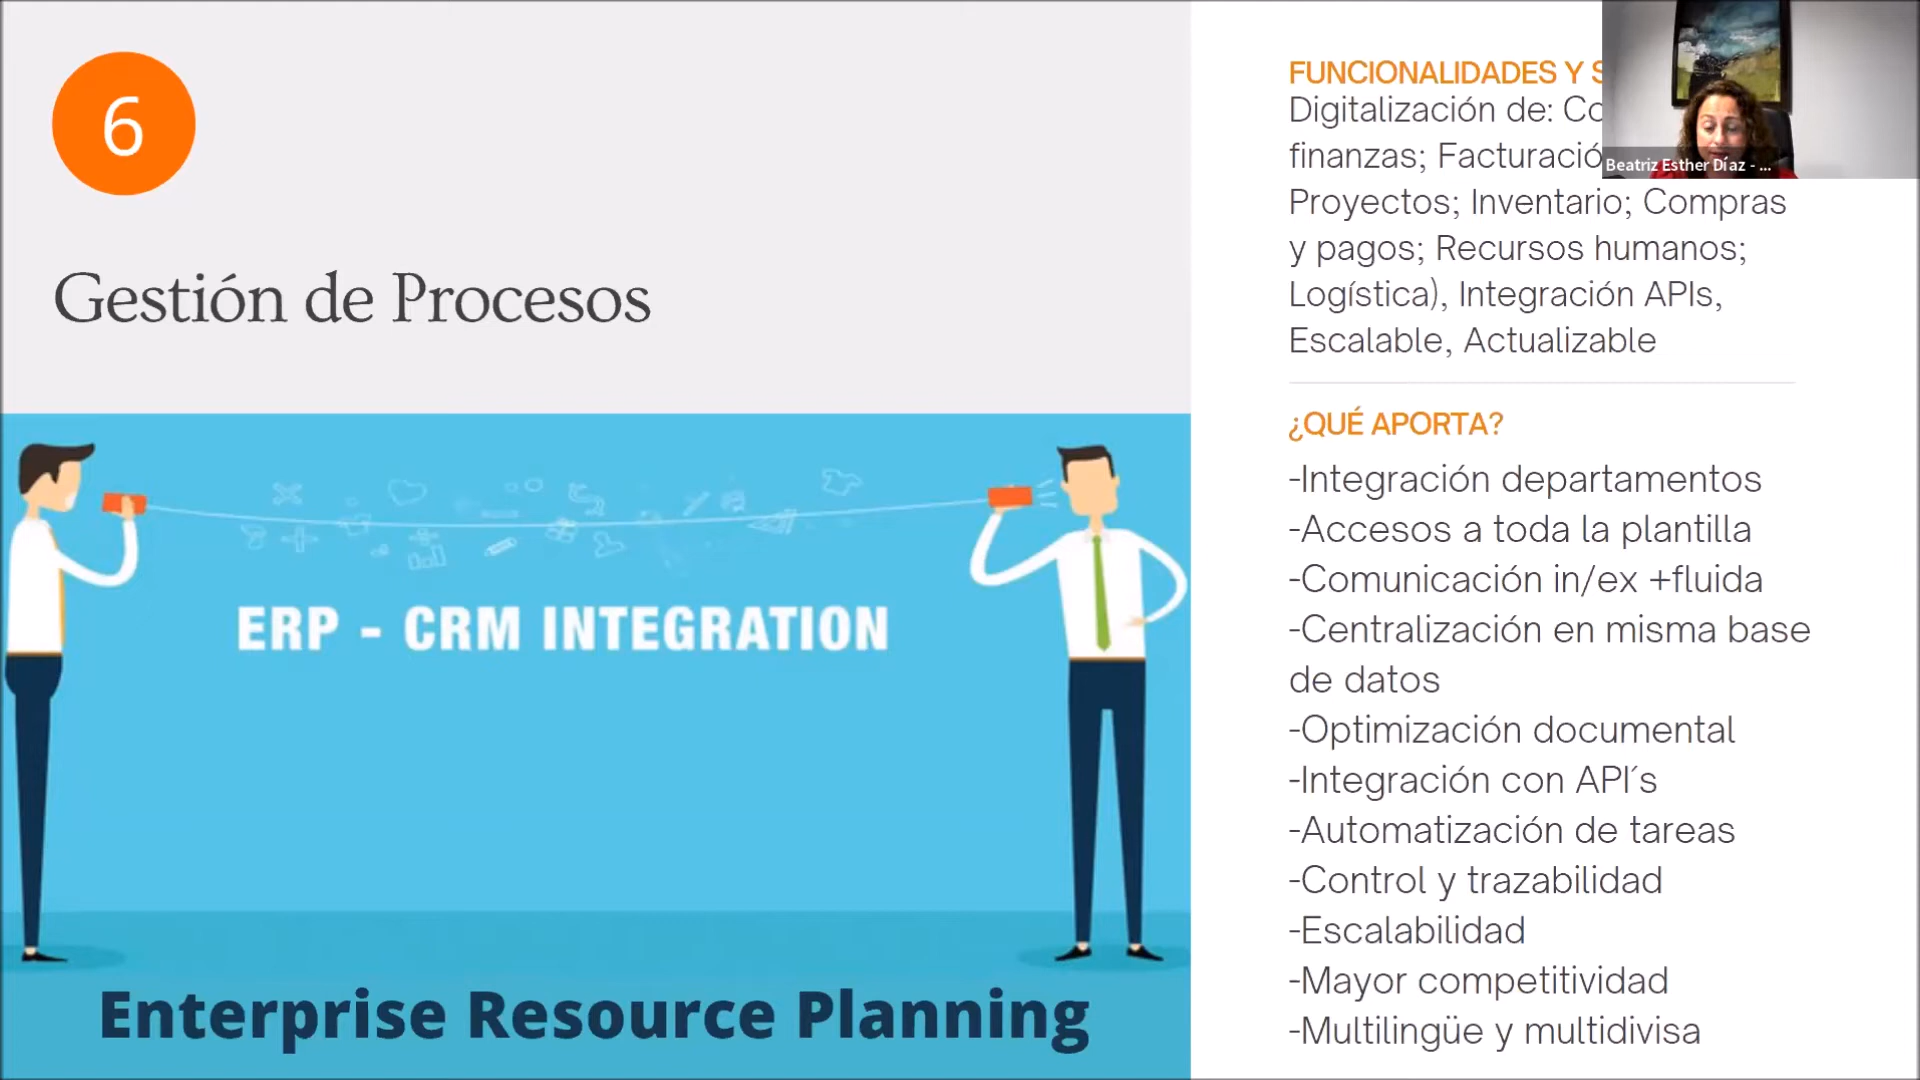 6
Gestión de Procesos
ERP - CRM INTEGRATION
Enterprise Resource Planning
FUNCIONALIDADES Y
Digitalización de:
finanzas;
Proyectos; Inventario; Compras
y pagos; Recursos humanos;
Logística), Integración APIs,
Escalable, Actualizable
¿QUÉ APORTA?
-Integración departamentos
-Accesos a toda la plantilla
-Comunicación in/ex +fluida
-Centralización en misma base
de datos
-Optimización documental
-Integración con API´s
-Automatización de tareas
-Control y trazabilidad
-Escalabilidad
-Mayor competitividad
-Multilingüe y multidivisa
Beatriz Esther Díaz - ...